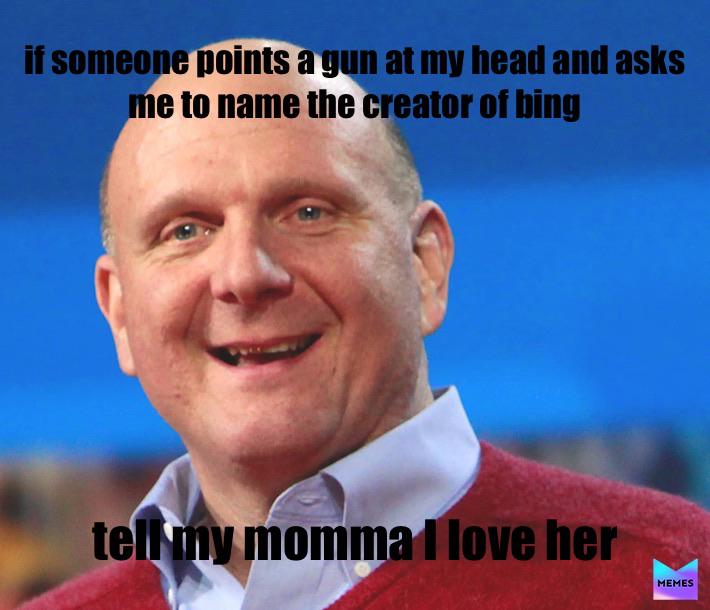 if someone points a gun at my head and asks
me to name the creator of bing
tell my momma I love her
MEMES